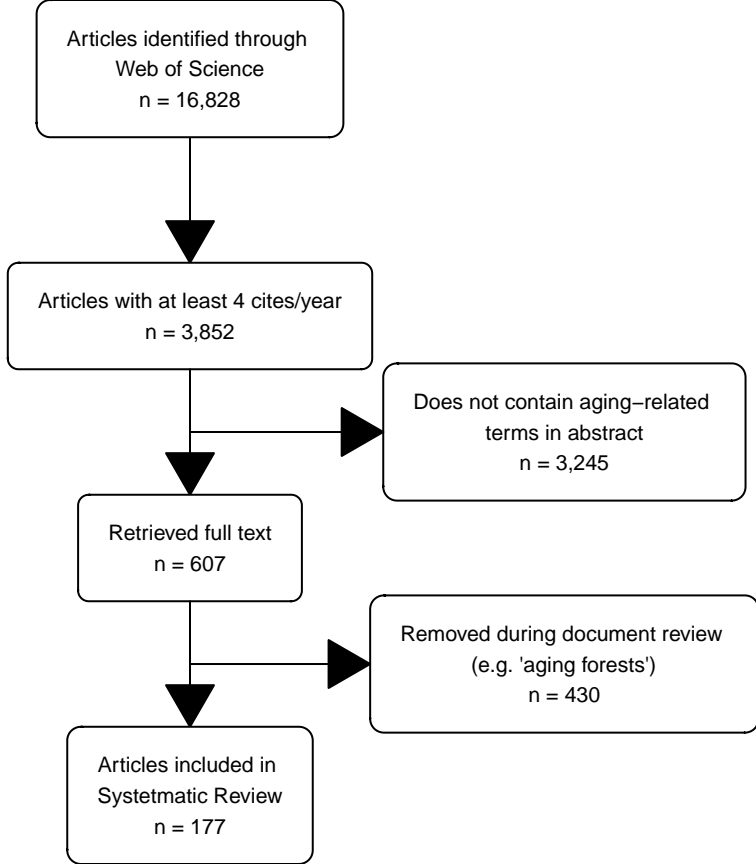 Articles identified through
Web of Science
n = 16,828
Articles with at least 4 cites/year
n = 3,852
Does not contain aging−related
terms in abstract
n = 3,245
Retrieved full text
n = 607
Removed during document review
(e.g. 'aging forests')
n = 430
Articles included in
Systetmatic Review
n = 177